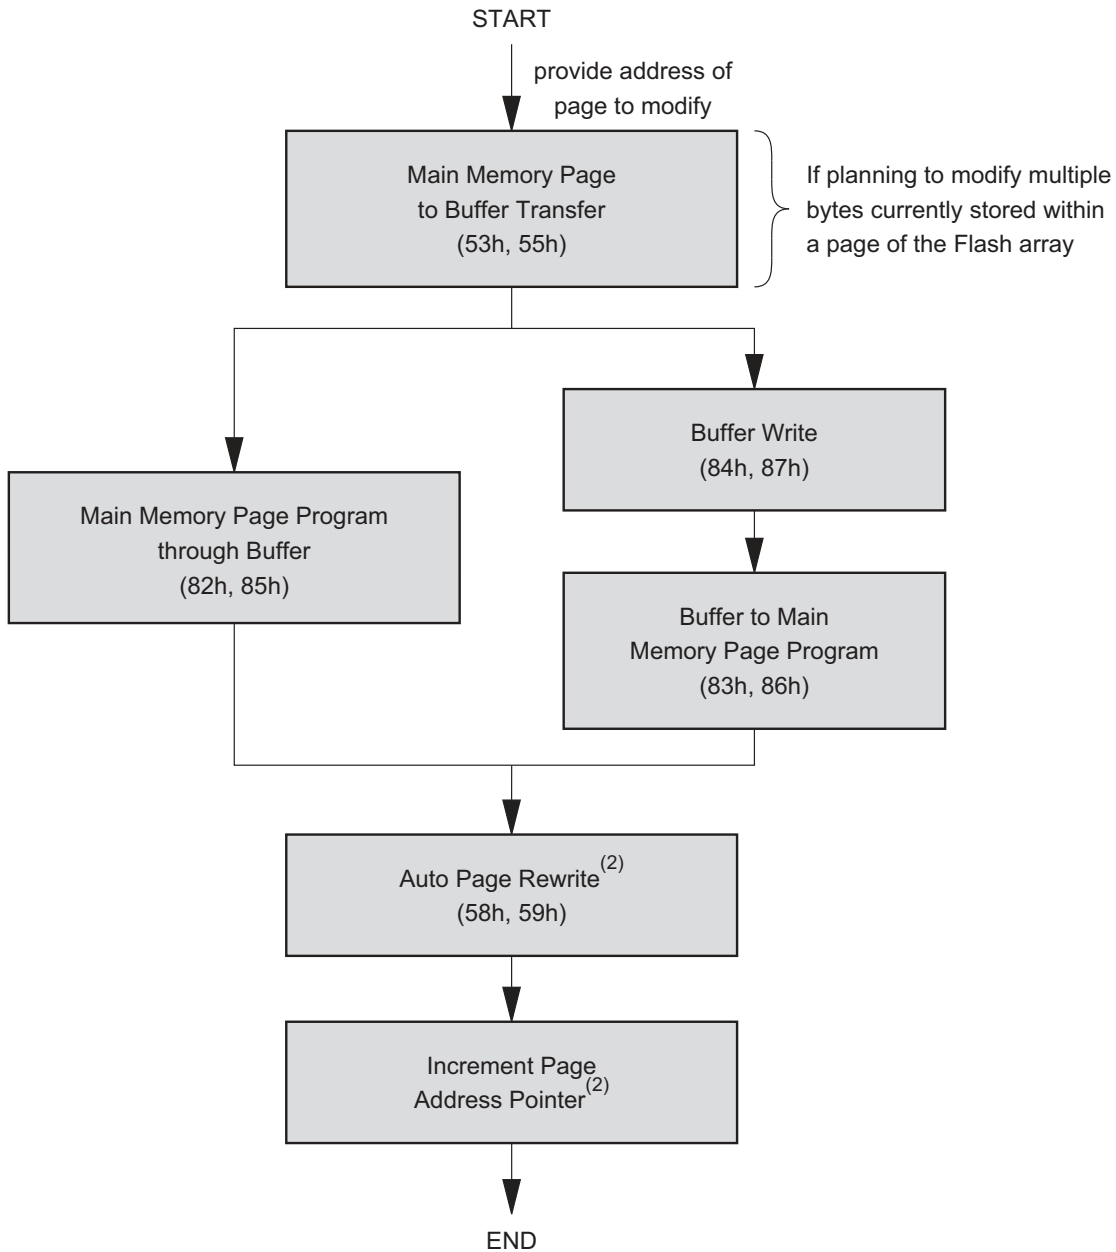 START
provide address of
page to modify
Main Memory Page
to Buffer Transfer
(53h, 55h)
If planning to modify multiple
bytes currently stored within
a page of the Flash array
Buffer Write
(84h, 87h)
Main Memory Page Program
through Buffer
(82h, 85h)
Buffer to Main
Memory Page Program
(83h, 86h)
Auto Page Rewrite(2)
(58h, 59h)
Increment Page
Address Pointer(2)
END